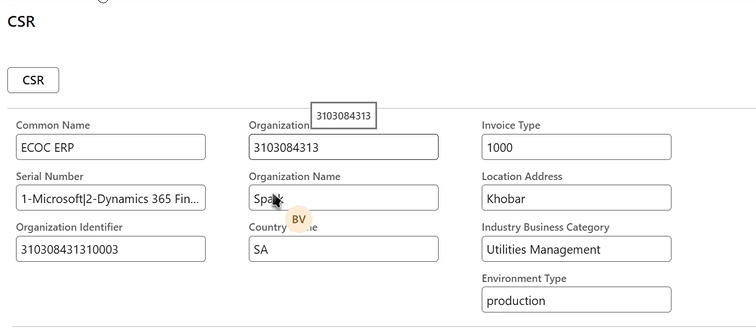 CSR
CSR
3103084313
Common Name
ECOC ERP
Organization
3103084313
Invoice Type
1000
Serial Number
1-Microsoft|2-Dynamics 365 Fin...
Organization Name
Location Address
Khobar
Organization Identifier
310308431310003
BV
Country
SA
Industry Business Category
Utilities Management
Environment Type
production